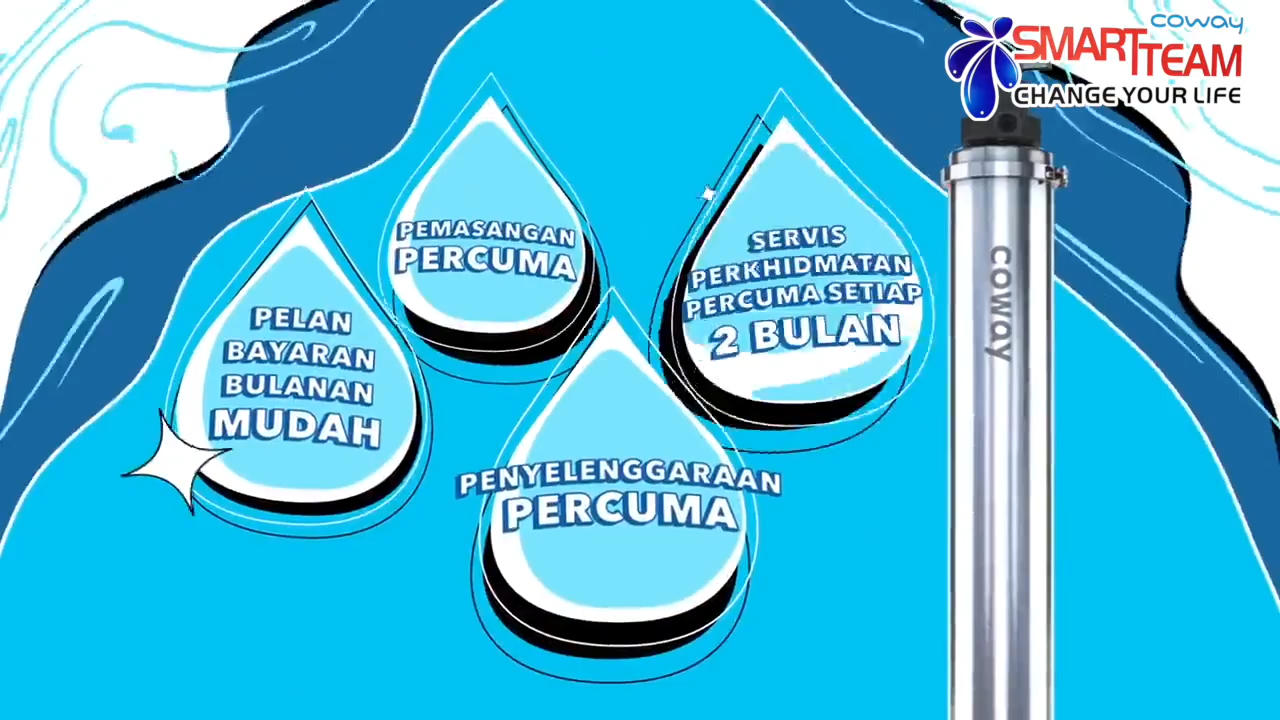 coway
SMART TEAM
CHANGE YOUR LIFE
PELAN
BAYARAN
BULANAN
MUDAH
PEMASANGAN
PERCUMA
PENYELENGGARAAN
PERCUMA
SERVIS
PERKHIDMATAN
PERCUMA SETIAP
2 BULAN
coway